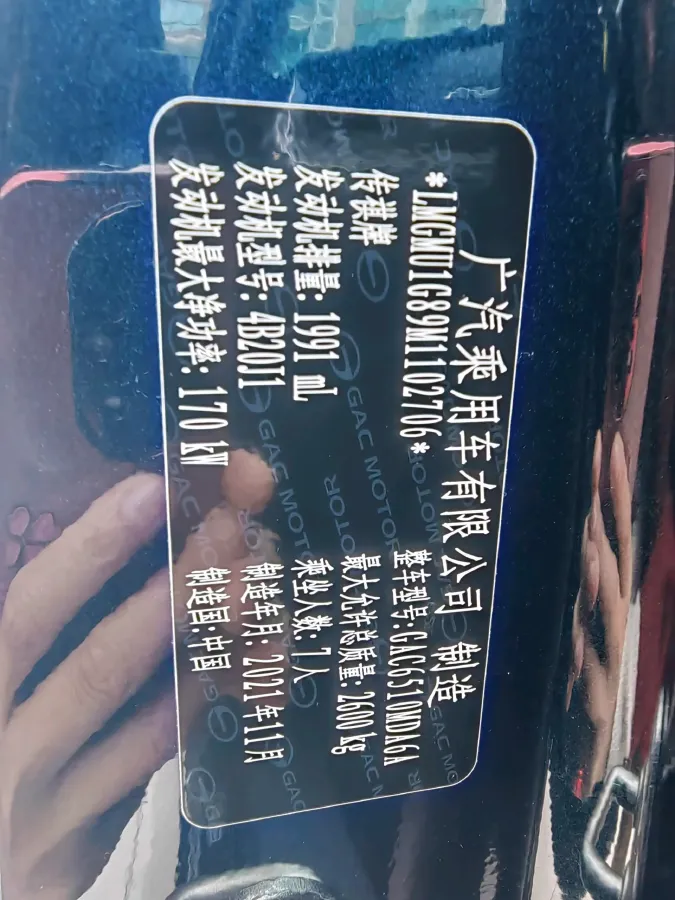 广汽乘用车有限公司 制造
*LMGMU1G89M1102706* 整车型号:GAC6510MDA6A
传祺牌 最大允许总质量:2600 kg
发动机排量:1991 mL 乘坐人数:7人
发动机型号:4B20J1 制造年月:2021年11月
发动机最大净功率:170 kW 制造国:中国
GAC MOTOR